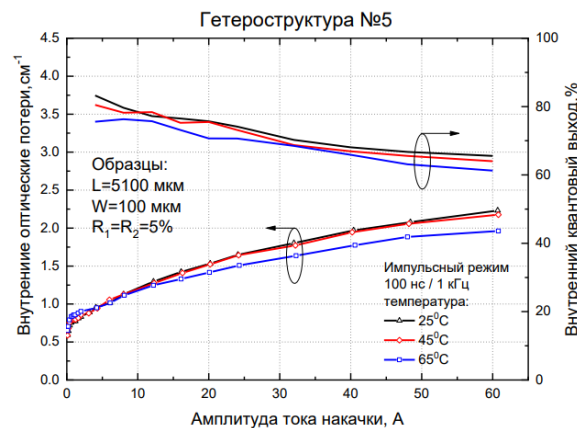 Гетероструктура №5
Внутренние оптические потери, см⁻¹
4.5
4.0
3.5
3.0
2.5
2.0
1.5
1.0
0.5
0.0
Образцы:
L=5100 мкм
W=100 мкм
R₁=R₂=5%
Импульсный режим
100 нс / 1 кГц
температура:
25⁰C
45⁰C
65⁰C
100
80
60
40
20
0
Внутренний квантовый выход,%
0 10 20 30 40 50 60
Амплитуда тока накачки, А